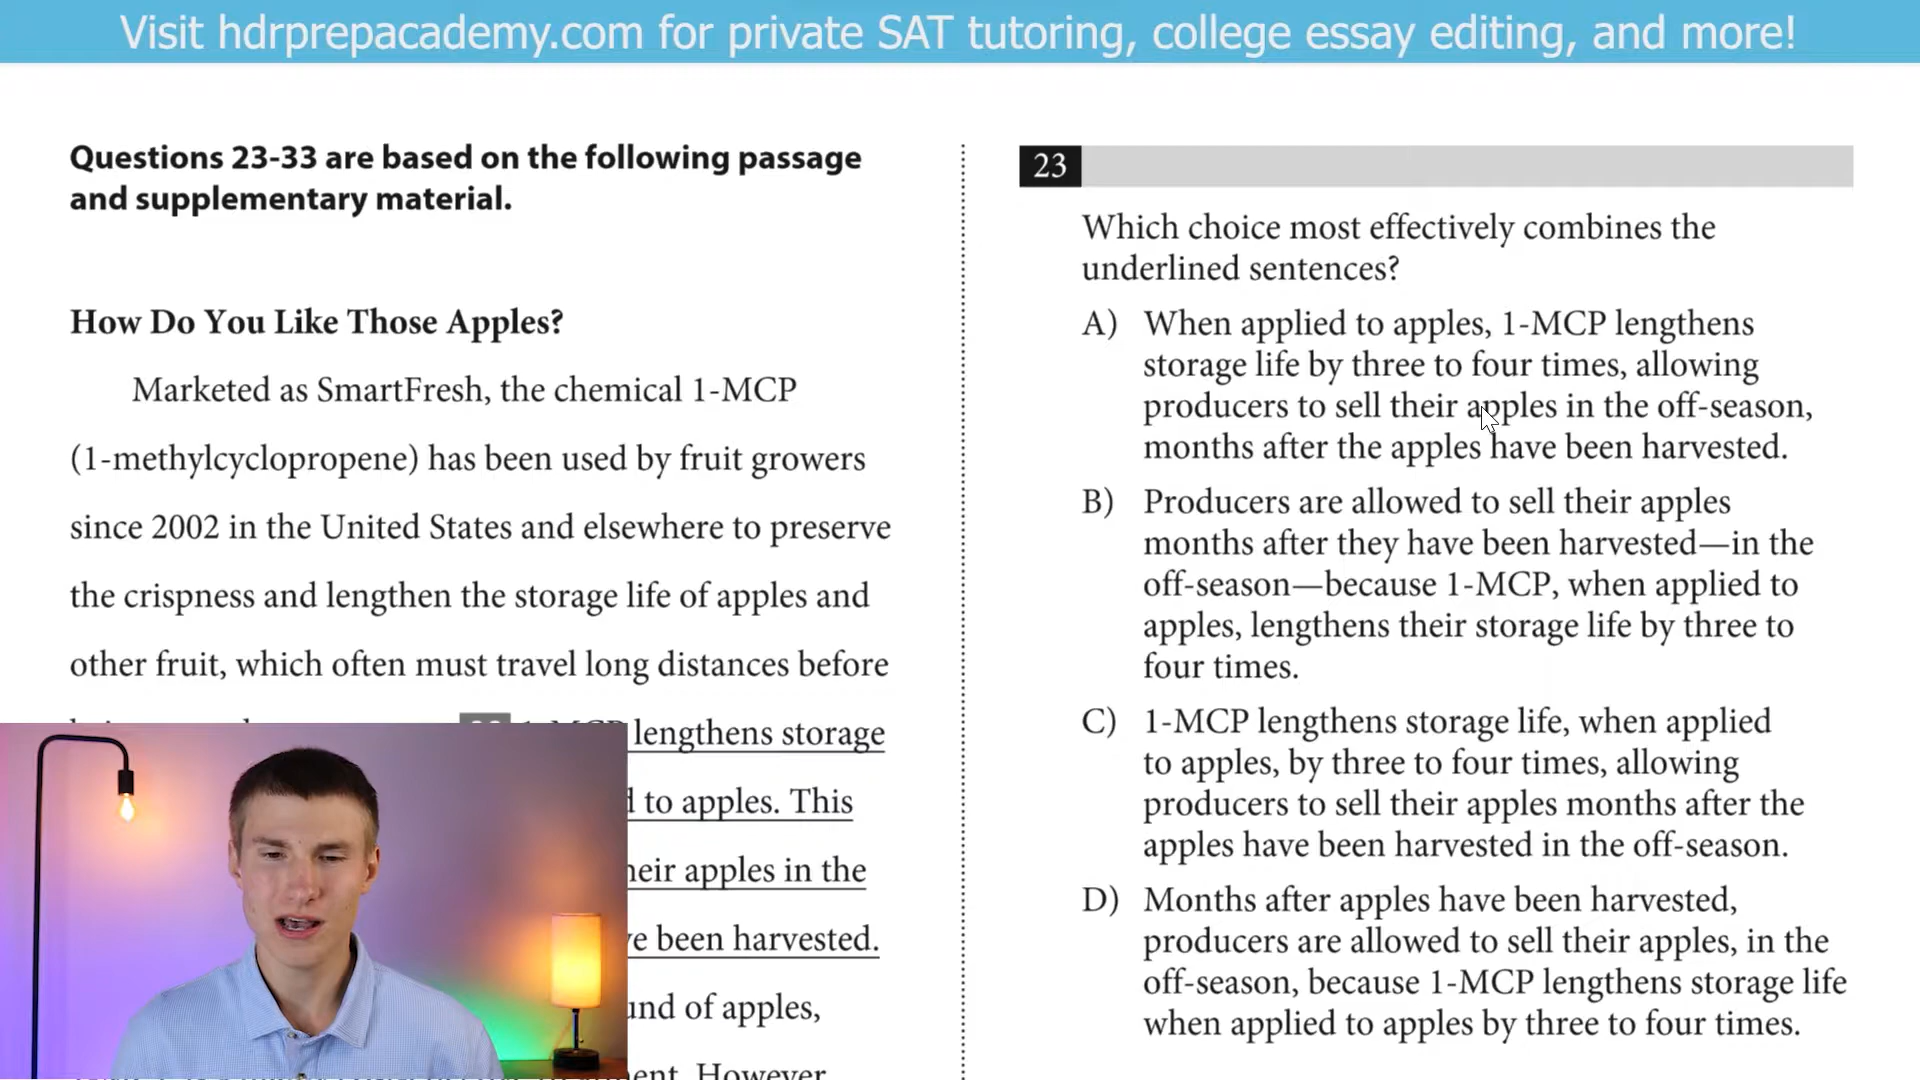 Visit hdrprepacademy.com for private SAT tutoring, college essay editing, and more!
Questions 23-33 are based on the following passage
and supplementary material.
How Do You Like Those Apples?
Marketed as SmartFresh, the chemical 1-MCP
(1-methylcyclopropene) has been used by fruit growers
since 2002 in the United States and elsewhere to preserve
the crispness and lengthen the storage life of apples and
other fruit, which often must travel long distances before
lengthens storage
to apples. This
apples in the
been harvested.
of apples,
However
23
Which choice most effectively combines the
underlined sentences?
A) When applied to apples, 1-MCP lengthens
storage life by three to four times, allowing
producers to sell their apples in the off-season,
months after the apples have been harvested.
B) Producers are allowed to sell their apples
months after they have been harvested—in the
off-season—because 1-MCP, when applied to
apples, lengthens their storage life by three to
four times.
C) 1-MCP lengthens storage life, when applied
to apples, by three to four times, allowing
producers to sell their apples months after the
apples have been harvested in the off-season.
D) Months after apples have been harvested,
producers are allowed to sell their apples, in the
off-season, because 1-MCP lengthens storage life
when applied to apples by three to four times.